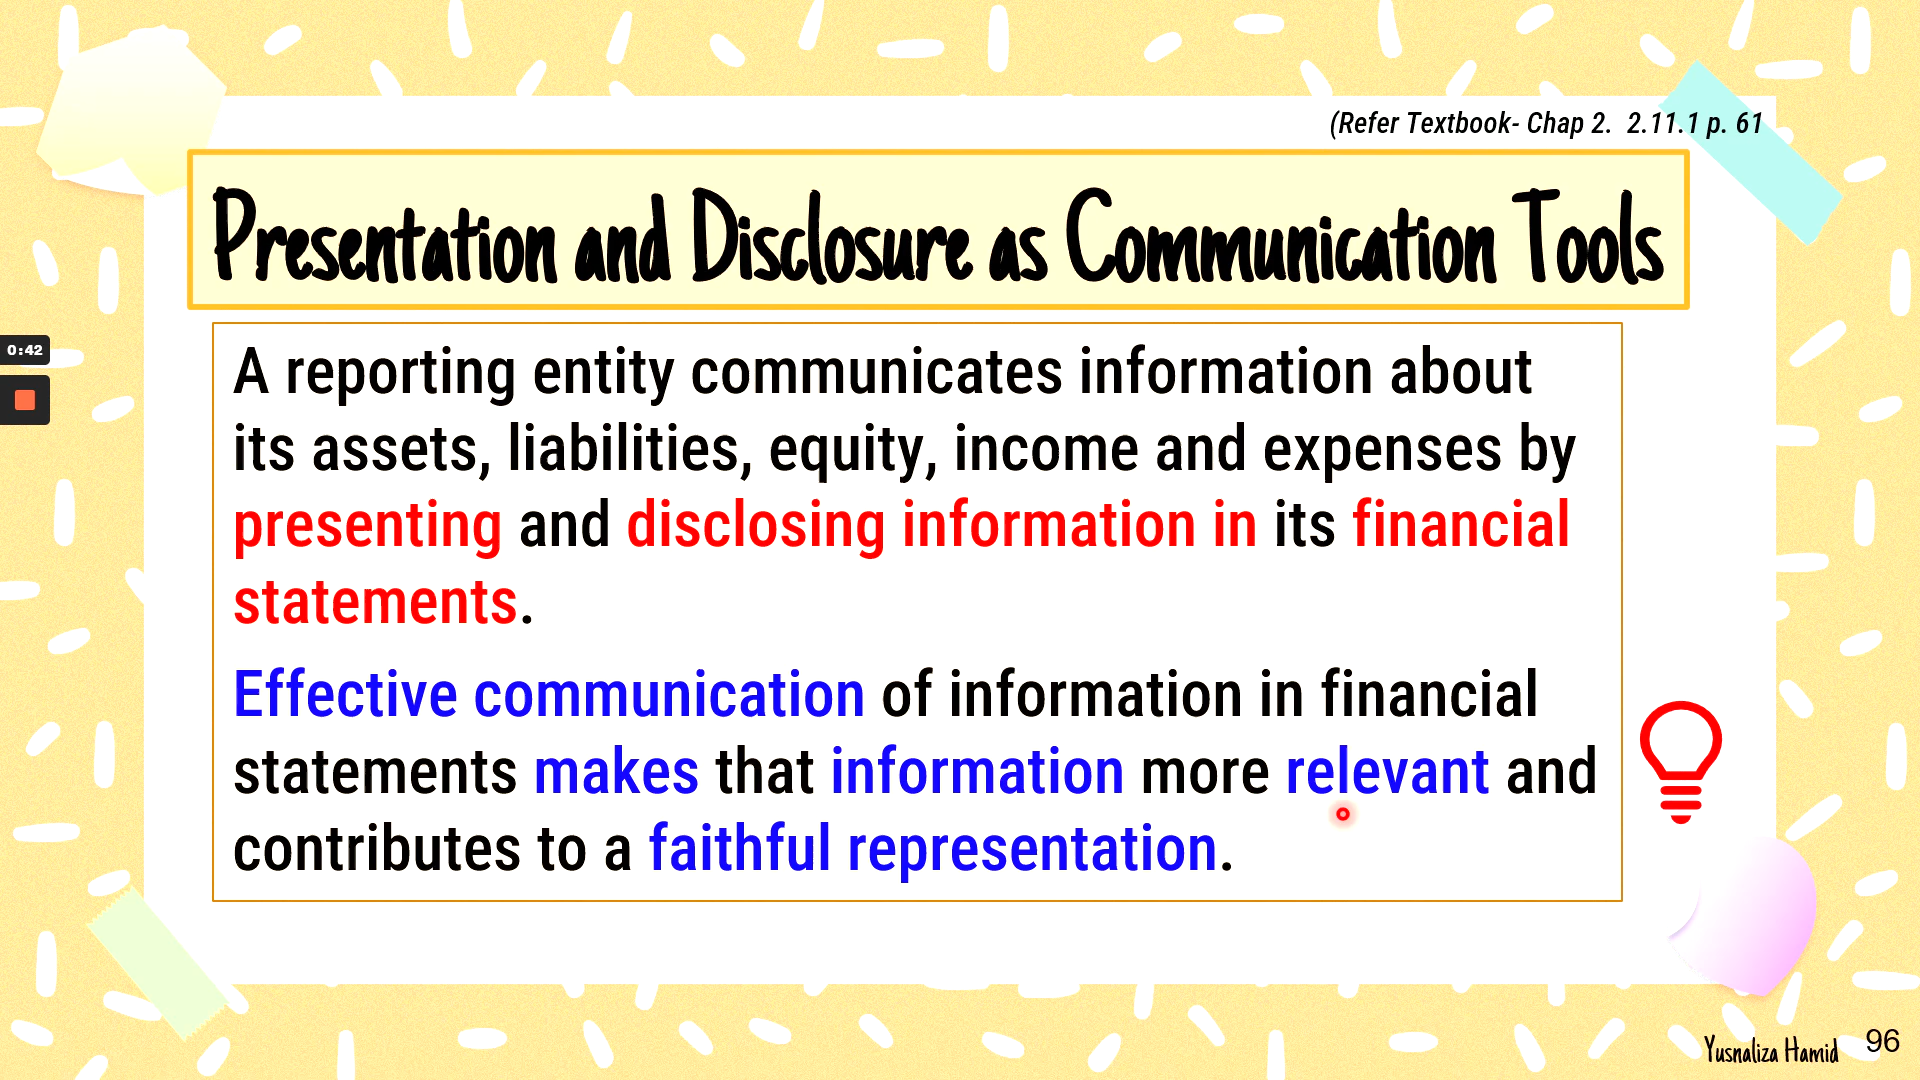 (Refer Textbook- Chap 2.  2.11.1 p. 61
Presentation and Disclosure as Communication Tools
0:42
A reporting entity communicates information about
its assets, liabilities, equity, income and expenses by
presenting and disclosing information in its financial
statements.
Effective communication of information in financial
statements makes that information more relevant and
contributes to a faithful representation.
Yusnaliza Hamid
96